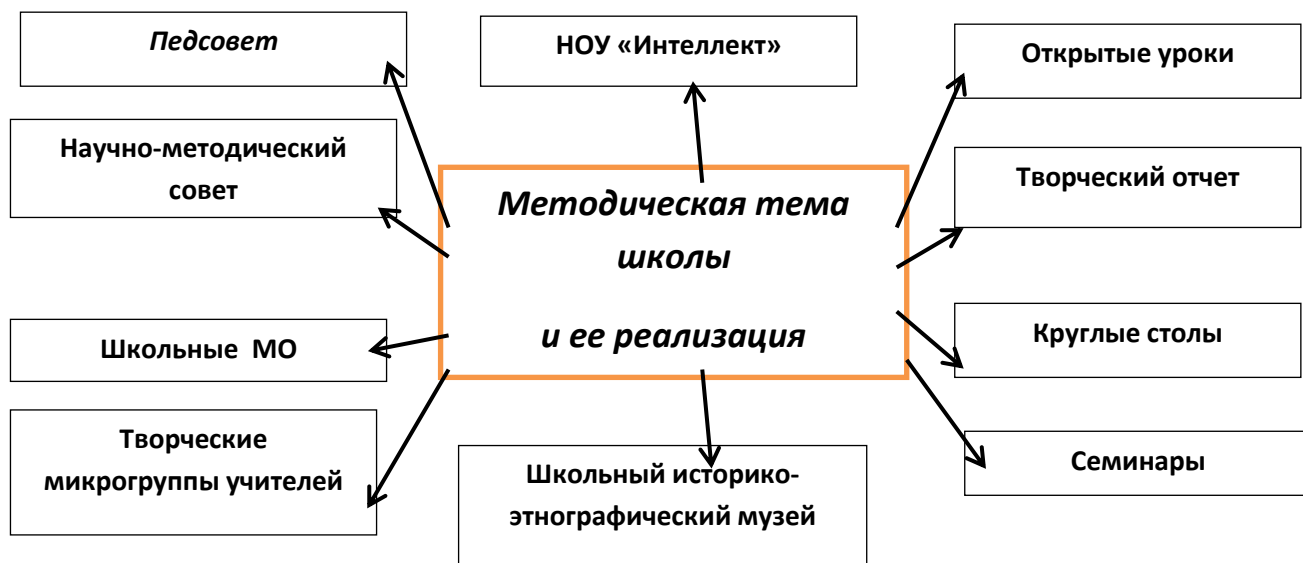 Педсовет
НОУ «Интеллект»
Открытые уроки
Научно-методический
совет
Творческий отчет
Методическая тема
школы
и ее реализация
Школьные МО
Круглые столы
Творческие
микрогруппы учителей
Школьный историко-
этнографический музей
Семинары